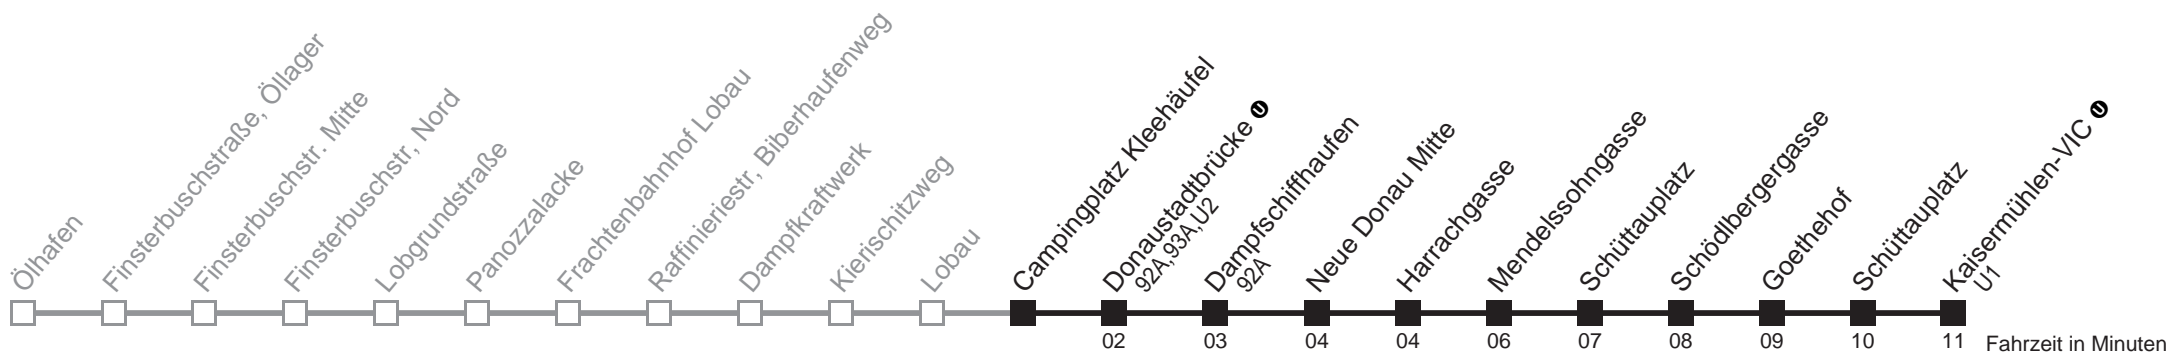 Ölhafen
Finsterbuschstraße, Öllager
Finsterbuschstr. Mitte
Finsterbuschstr, Nord
Lobgrundstraße
Panozzalacke
Frachtenbahnhof Lobau
Raffinieriestr, Biberhaufenweg
Dampfkraftwerk
Kierischitzweg
Lobau
Campingplatz Kleehäufel
Donaustadtbrücke U
92A,93A,U2
Dampfschiffhaufen
92A
Neue Donau Mitte
Harrachgasse
Mendelssohngasse
Schüttauplatz
Schödlbergergasse
Goethehof
Schüttauplatz
Kaisermühlen-VIC U
U1
02 03 04 04 06 07 08 09 10 11 Fahrzeit in Minuten